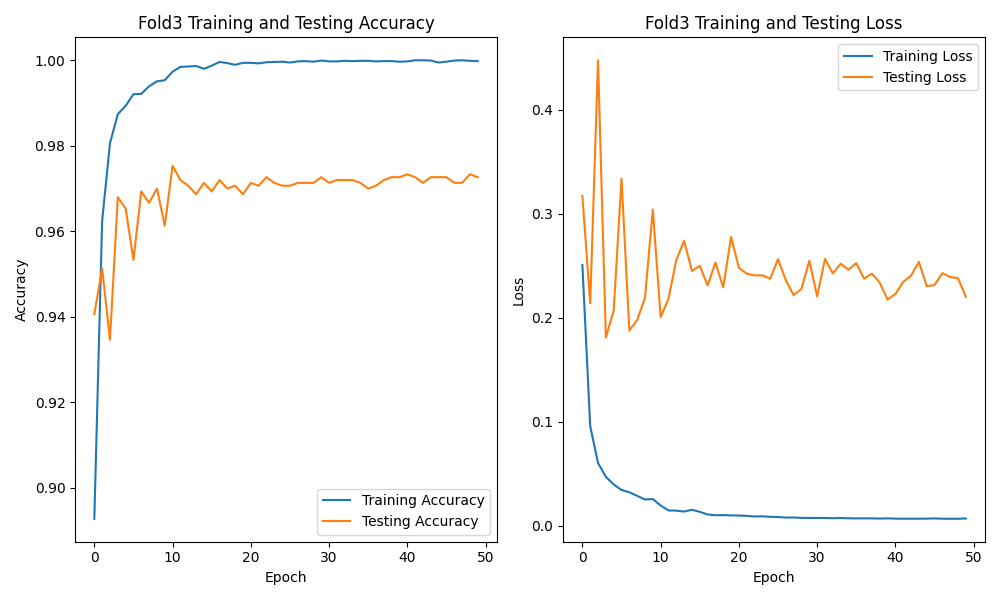 Fold3 Training and Testing Accuracy
Accuracy
1.00
0.98
0.96
0.94
0.92
0.90
Training Accuracy
Testing Accuracy
0 10 20 30 40 50
Epoch
Fold3 Training and Testing Loss
Loss
Training Loss
Testing Loss
0.4
0.3
0.2
0.1
0.0
0 10 20 30 40 50
Epoch